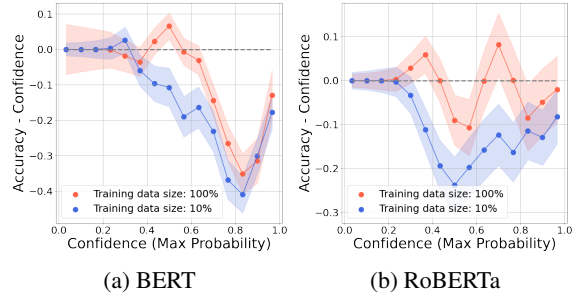 0.1
0.0
-0.1
-0.2
-0.3
-0.4
Accuracy - Confidence
Training data size: 100%
Training data size: 10%
0.0 0.2 0.4 0.6 0.8 1.0
Confidence (Max Probability)
(a) BERT
0.1
0.0
-0.1
-0.2
-0.3
Accuracy - Confidence
Training data size: 100%
Training data size: 10%
0.0 0.2 0.4 0.6 0.8 1.0
Confidence (Max Probability)
(b) RoBERTa